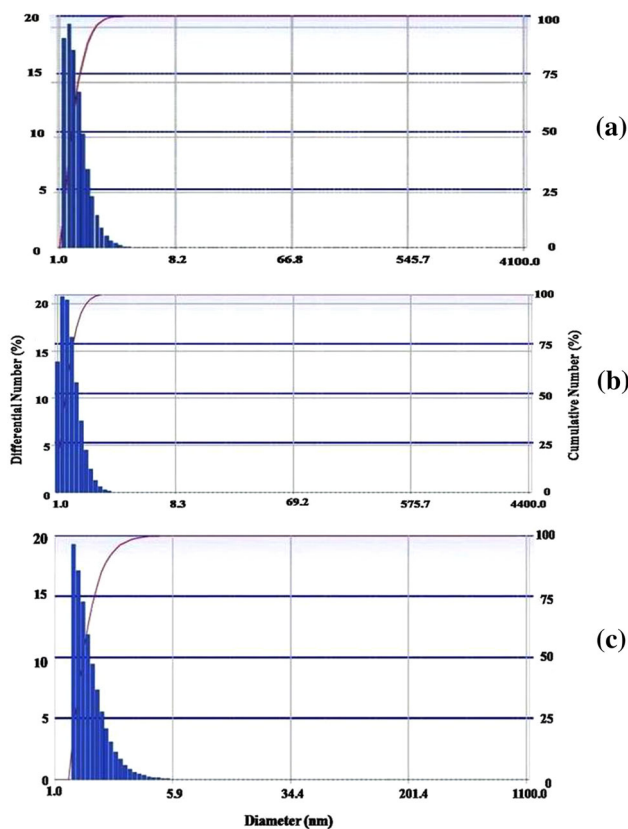 20 100
15 75
(a)
10 50
5 25
0 0
1.0 8.2 66.8 545.7 4100.0
20 100
15 75
Differential Number (%)
Cumulative Number (%)
(b)
10 50
5 25
0 0
1.0 8.3 69.2 575.7 4400.0
20 100
15 75
(c)
10 50
5 25
0 0
1.0 5.9 34.4 201.4 1100.0
Diameter (nm)